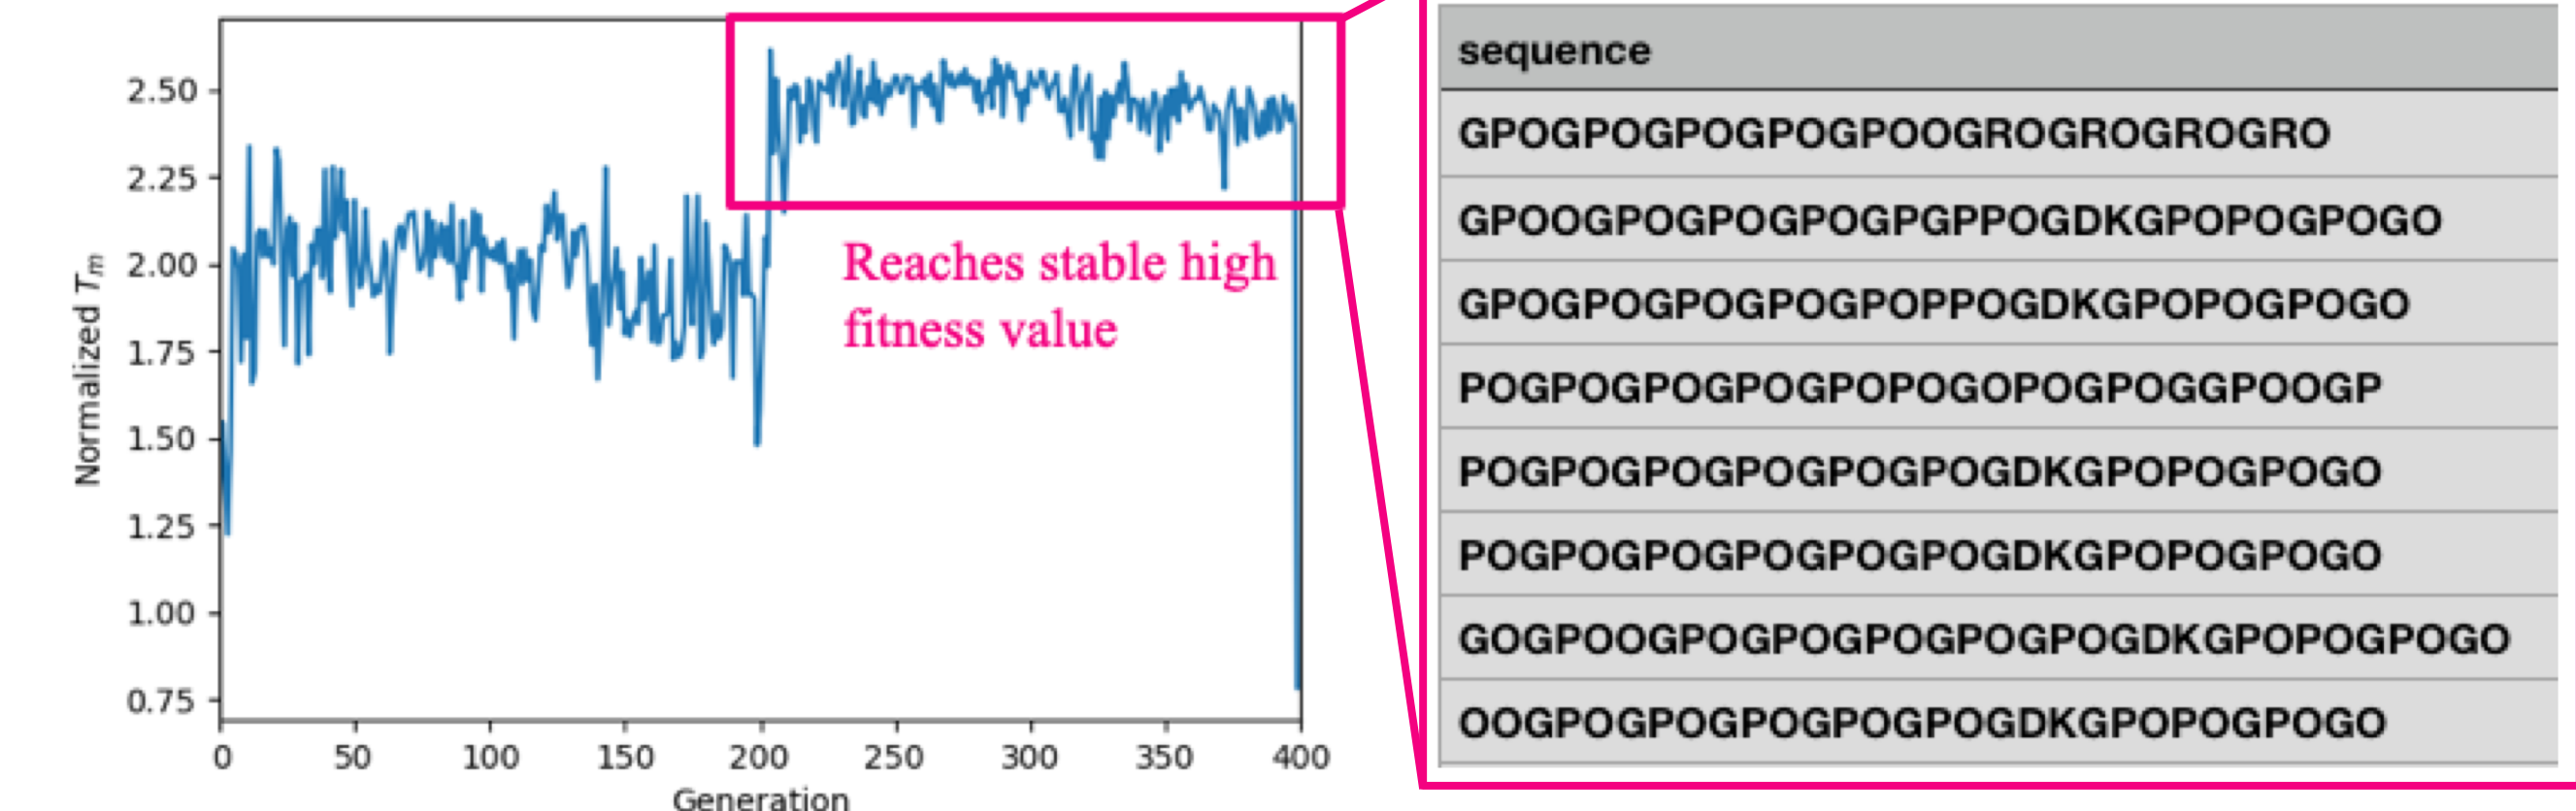 2.50
2.25
2.00
1.75
1.50
1.25
1.00
0.75
Normalized Tm
0 50 100 150 200 250 300 350 400
Generation
Reaches stable high
fitness value
sequence
GPOGPOGPOGPOGPOOGROGROGROGRO
GPOOGPOGPOGPOGPGPPOGDKGPOPOGPOGO
GPOGPOGPOGPOGPOPPOGDKGPOPOGPOGO
POGPOGPOGPOGPOPOGOPOGPOGGPOOGP
POGPOGPOGPOGPOGPOGDKGPOPOGPOGO
POGPOGPOGPOGPOGPOGDKGPOPOGPOGO
GOGPOOGPOGPOGPOGPOGPOGDKGPOPOGPOGO
OOGPOGPOGPOGPOGPOGDKGPOPOGPOGO